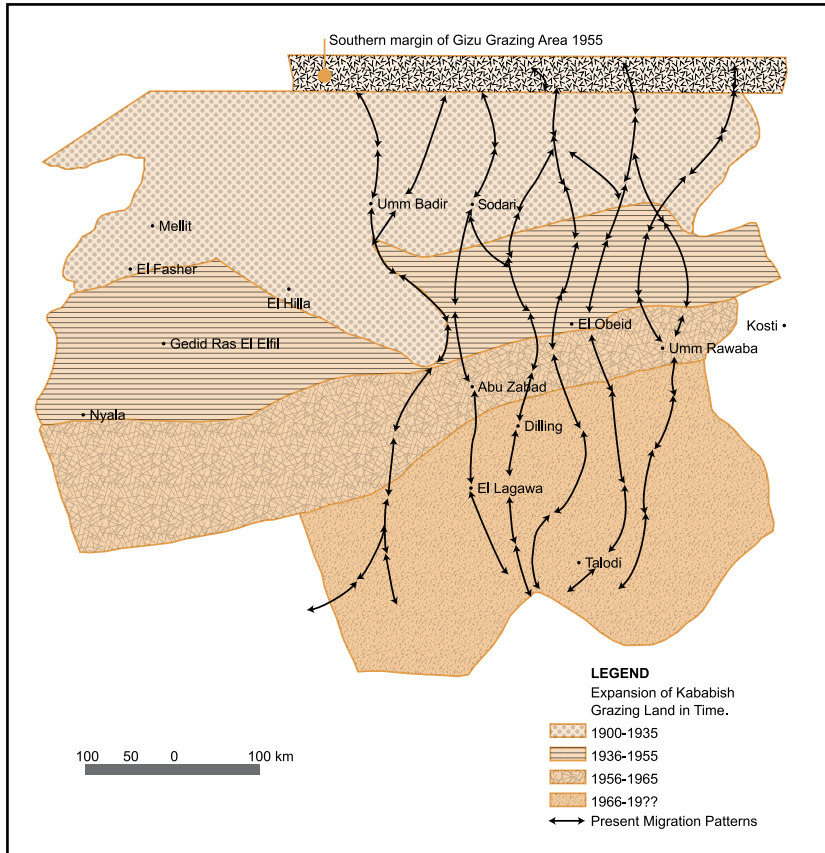 Southern margin of Gizu Grazing Area 1955
Umm Badir
Sodari
Mellit
El Fasher
El Hilla
El Obeid
Kosti
Gedid Ras El Elfil
Umm Rawaba
Abu Zabad
Nyala
Dilling
El Lagawa
Talodi
LEGEND
Expansion of Kababish
Grazing Land in Time.
1900-1935
1936-1955
1956-1965
1966-19??
Present Migration Patterns
100 50 0 100 km